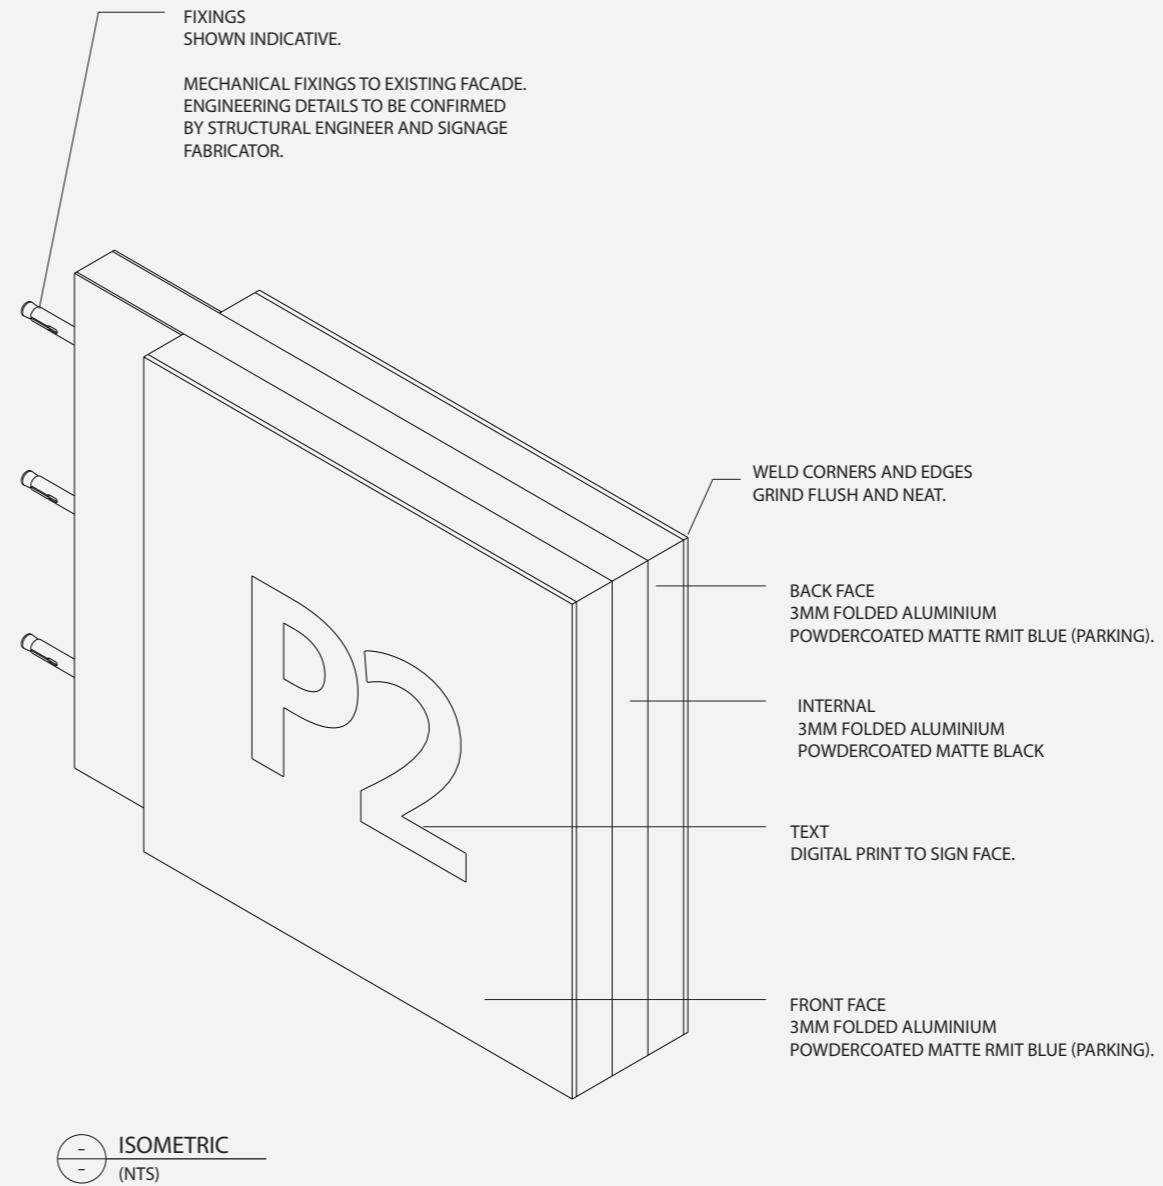 FIXINGS
SHOWN INDICATIVE.
MECHANICAL FIXINGS TO EXISTING FACADE.
ENGINEERING DETAILS TO BE CONFIRMED
BY STRUCTURAL ENGINEER AND SIGNAGE
FABRICATOR.
WELD CORNERS AND EDGES
GRIND FLUSH AND NEAT.
BACK FACE
3MM FOLDED ALUMINIUM
POWDERCOATED MATTE RMIT BLUE (PARKING).
INTERNAL
3MM FOLDED ALUMINIUM
POWDERCOATED MATTE BLACK
P2
TEXT
DIGITAL PRINT TO SIGN FACE.
FRONT FACE
3MM FOLDED ALUMINIUM
POWDERCOATED MATTE RMIT BLUE (PARKING).
-
-
ISOMETRIC
(NTS)